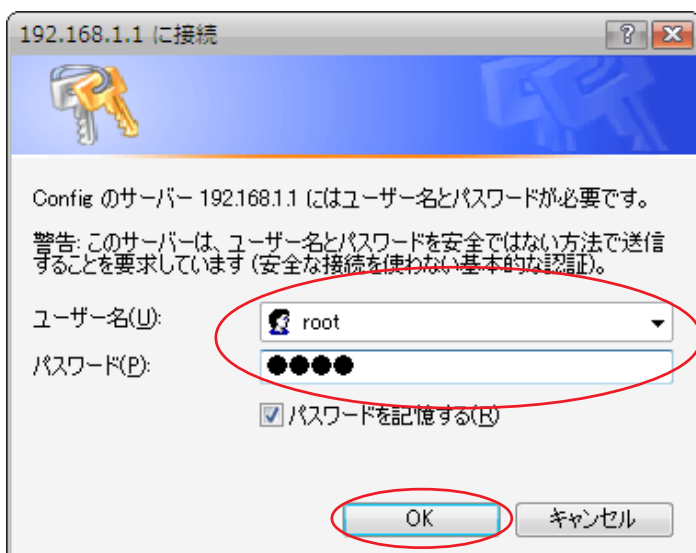 192.168.1.1 に接続
Config のサーバー 192.168.1.1 にはユーザー名とパスワードが必要です。
警告: このサーバーは、ユーザー名とパスワードを安全ではない方法で送信
することを要求しています (安全な接続を使わない基本的な認証)。
ユーザー名(U):
root
パスワード(P):
●●●●
パスワードを記憶する(R)
OK
キャンセル